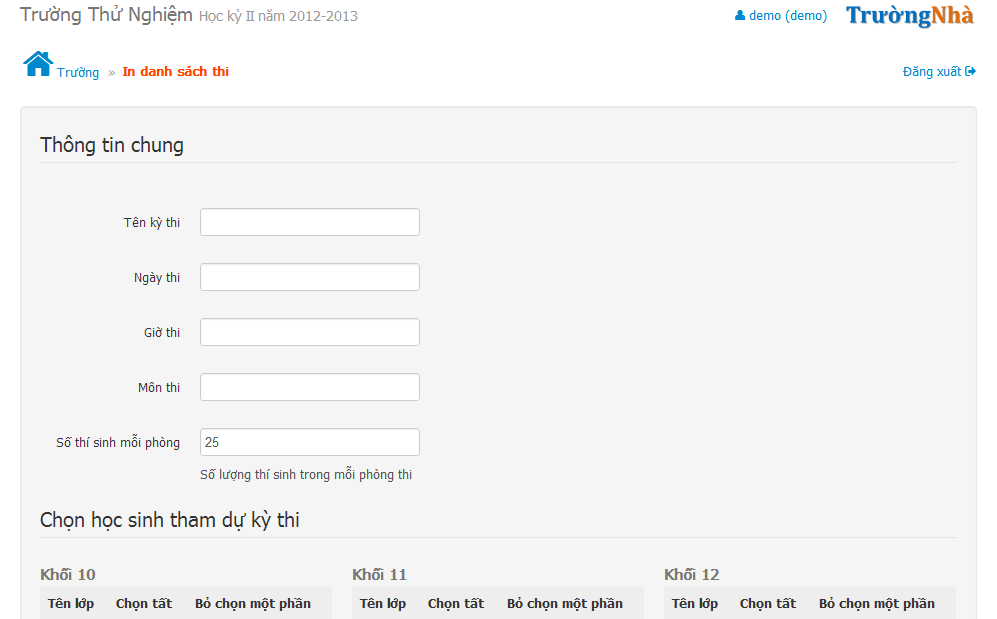 Trường Thử Nghiệm Học kỳ II năm 2012-2013
demo (demo)
TrườngNhà
Trường » In danh sách thi
Đăng xuất
Thông tin chung
Tên kỳ thi
Ngày thi
Giờ thi
Môn thi
Số thí sinh mỗi phòng 25
Số lượng thí sinh trong mỗi phòng thi
Chọn học sinh tham dự kỳ thi
Khối 10 Khối 11 Khối 12
Tên lớp Chọn tất Bỏ chọn một phần Tên lớp Chọn tất Bỏ chọn một phần Tên lớp Chọn tất Bỏ chọn một phần